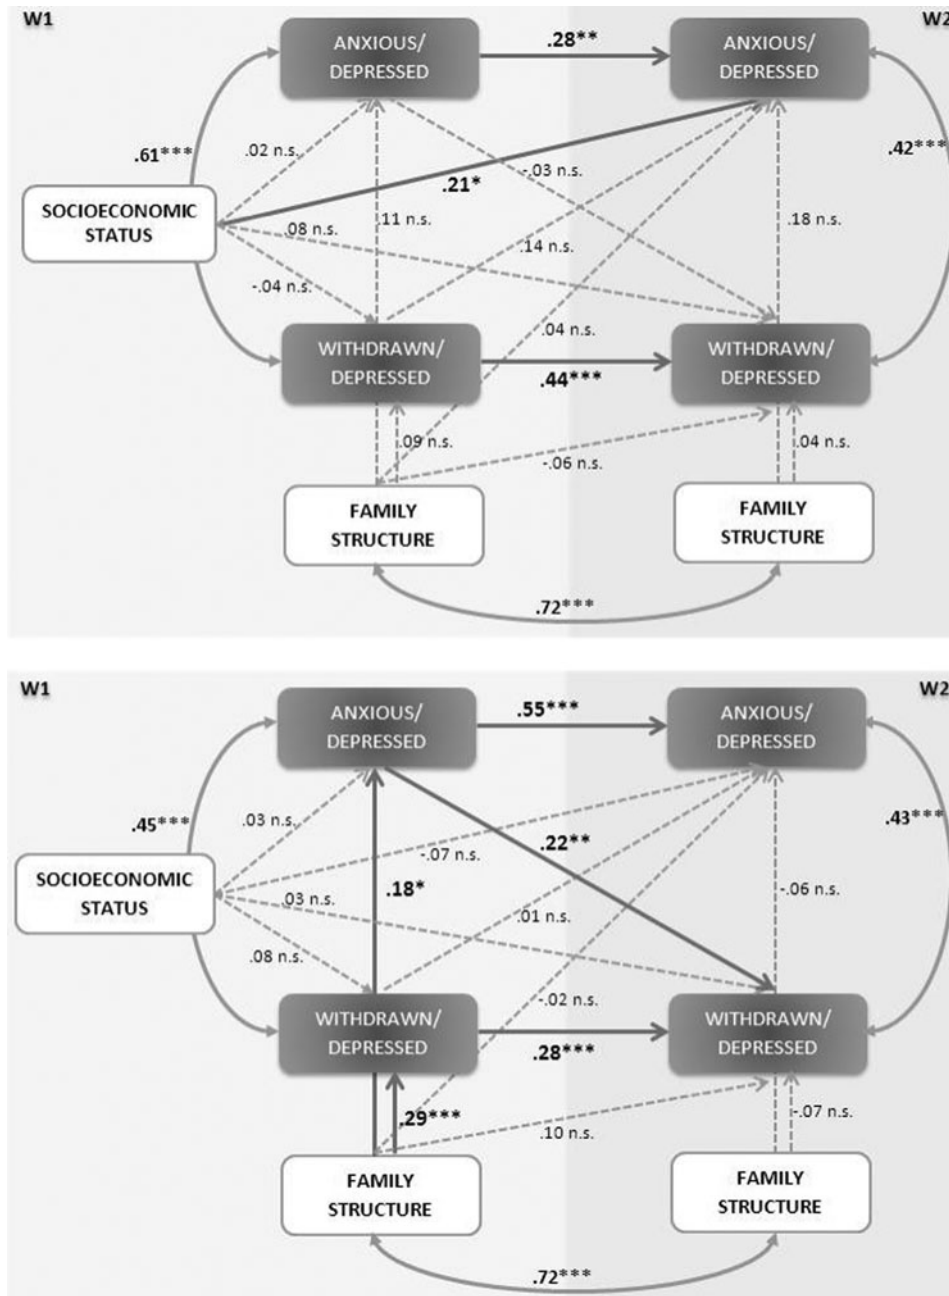 W1
W2
ANXIOUS/
DEPRESSED
.28**
ANXIOUS/
DEPRESSED
.61***
.02 n.s.
.21*
-.03 n.s.
.42***
SOCIOECONOMIC
STATUS
.08 n.s.
.11 n.s.
.14 n.s.
.18 n.s.
-.04 n.s.
.04 n.s.
WITHDRAWN/
DEPRESSED
.44***
WITHDRAWN/
DEPRESSED
.09 n.s.
-.06 n.s.
.04 n.s.
FAMILY
STRUCTURE
FAMILY
STRUCTURE
.72***
W1
W2
ANXIOUS/
DEPRESSED
.55***
ANXIOUS/
DEPRESSED
.45***
.03 n.s.
-.07 n.s.
.22**
.43***
SOCIOECONOMIC
STATUS
.03 n.s.
.18*
.01 n.s.
-.06 n.s.
.08 n.s.
-.02 n.s.
WITHDRAWN/
DEPRESSED
.28***
WITHDRAWN/
DEPRESSED
.29***
.10 n.s.
-.07 n.s.
FAMILY
STRUCTURE
FAMILY
STRUCTURE
.72***